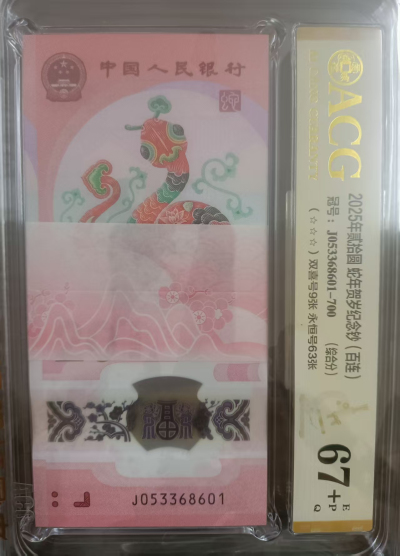 中国人民银行
J053368601
ACG
2025年贰拾圆 蛇年贺岁纪念钞（百连）
冠号：J053368601-700 （综合分）
（☆☆☆）双喜号9张 永恒号63张
67+
E
P
Q